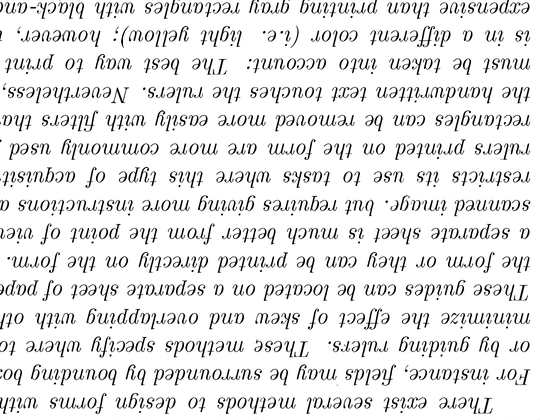 There exist several methods to design forms with
For instance, fields may be surrounded by bounding box
or by guiding rulers. These methods specify where to
minimize the effect of skew and overlapping with oth
These guides can be located on a separate sheet of pape
the form or they can be printed directly on the form.
a separate sheet is much better from the point of view
scanned image, but requires giving more instructions a
restricts its use to tasks where this type of acquisiti
rulers printed on the form are more commonly used
rectangles can be removed more easily with filters tha
the handwritten text touches the rulers. Nevertheless,
must be taken into account: The best way to print
is in a different color (i.e. light yellow); however,
expensive than printing gray rectangles with black-and